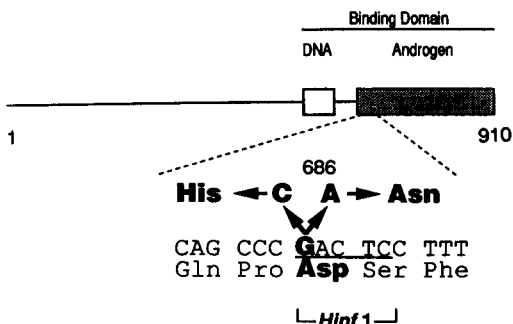 Binding Domain
DNA Androgen
1 910
686
His C A Asn
CAG CCC GAC TCC TTT
Gln Pro Asp Ser Phe
Hinf 1